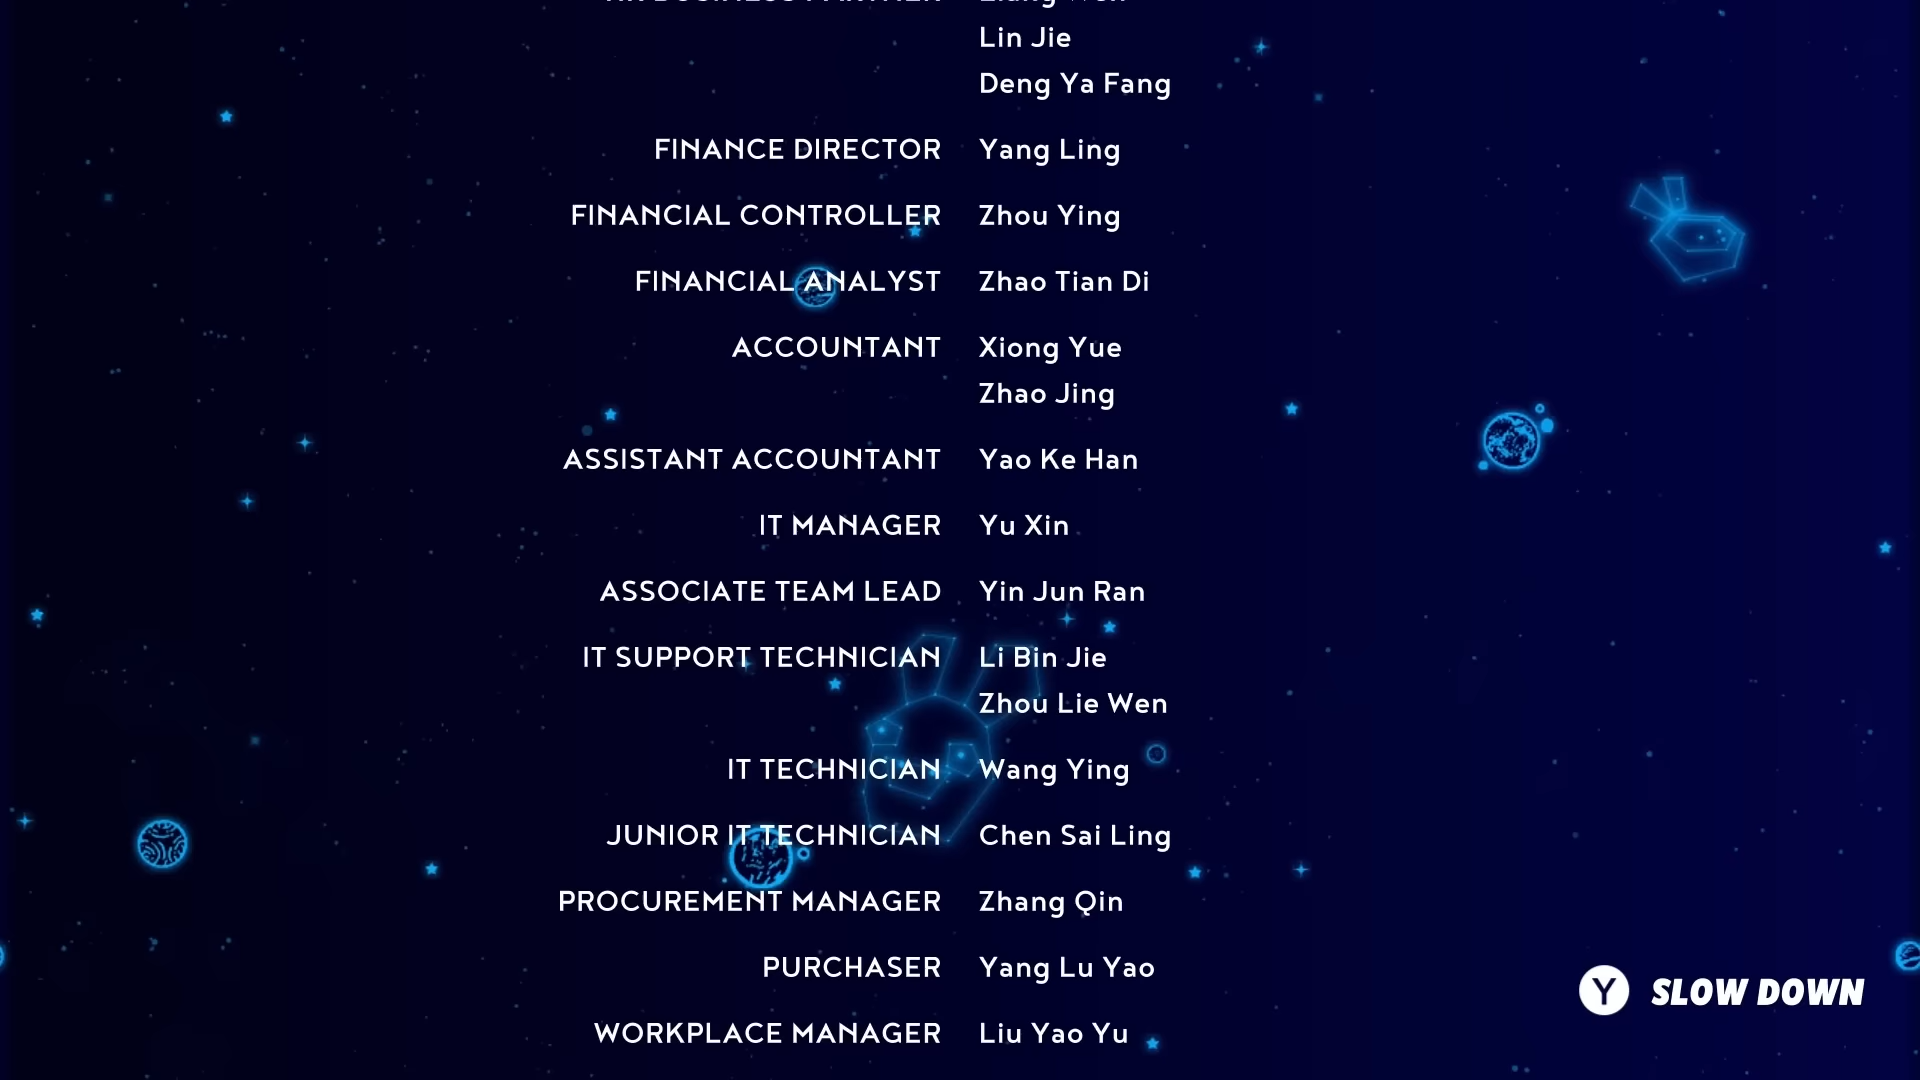 Lin Jie
Deng Ya Fang
FINANCE DIRECTOR Yang Ling
FINANCIAL CONTROLLER Zhou Ying
FINANCIAL ANALYST Zhao Tian Di
ACCOUNTANT Xiong Yue
Zhao Jing
ASSISTANT ACCOUNTANT Yao Ke Han
IT MANAGER Yu Xin
ASSOCIATE TEAM LEAD Yin Jun Ran
IT SUPPORT TECHNICIAN Li Bin Jie
Zhou Lie Wen
IT TECHNICIAN Wang Ying
JUNIOR IT TECHNICIAN Chen Sai Ling
PROCUREMENT MANAGER Zhang Qin
PURCHASER Yang Lu Yao
Y SLOW DOWN
WORKPLACE MANAGER Liu Yao Yu